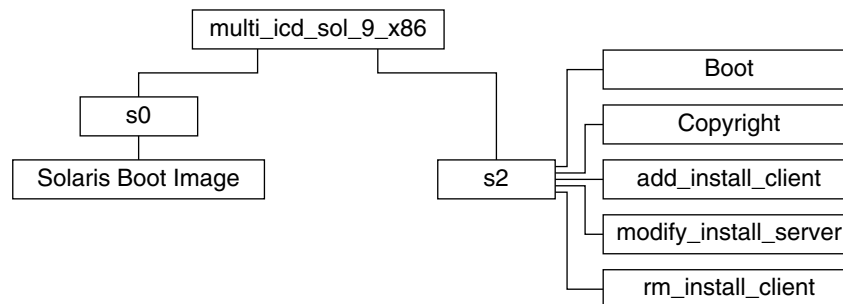 multi_icd_sol_9_x86
s0
Solaris Boot Image
s2
Boot
Copyright
add_install_client
modify_install_server
rm_install_client